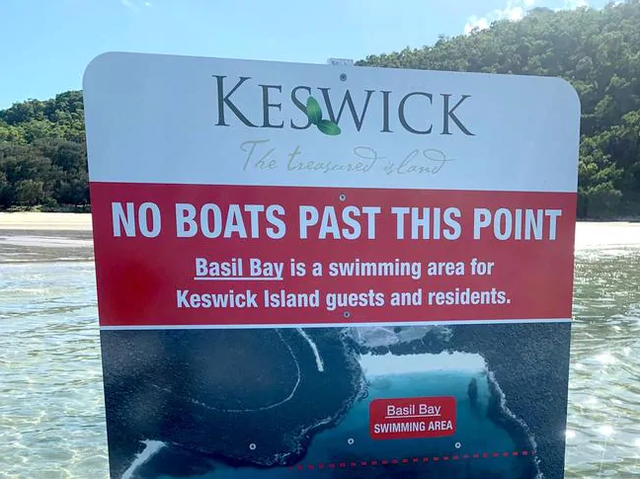 KESWICK
The treasured island
NO BOATS PAST THIS POINT
Basil Bay is a swimming area for
Keswick Island guests and residents.
Basil Bay
SWIMMING AREA